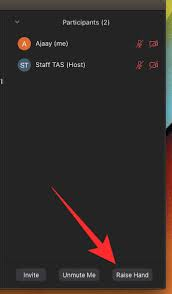 Participants (2)
A Ajaay (me)
ST Staff TAS (Host)
Invite Unmute Me Raise Hand